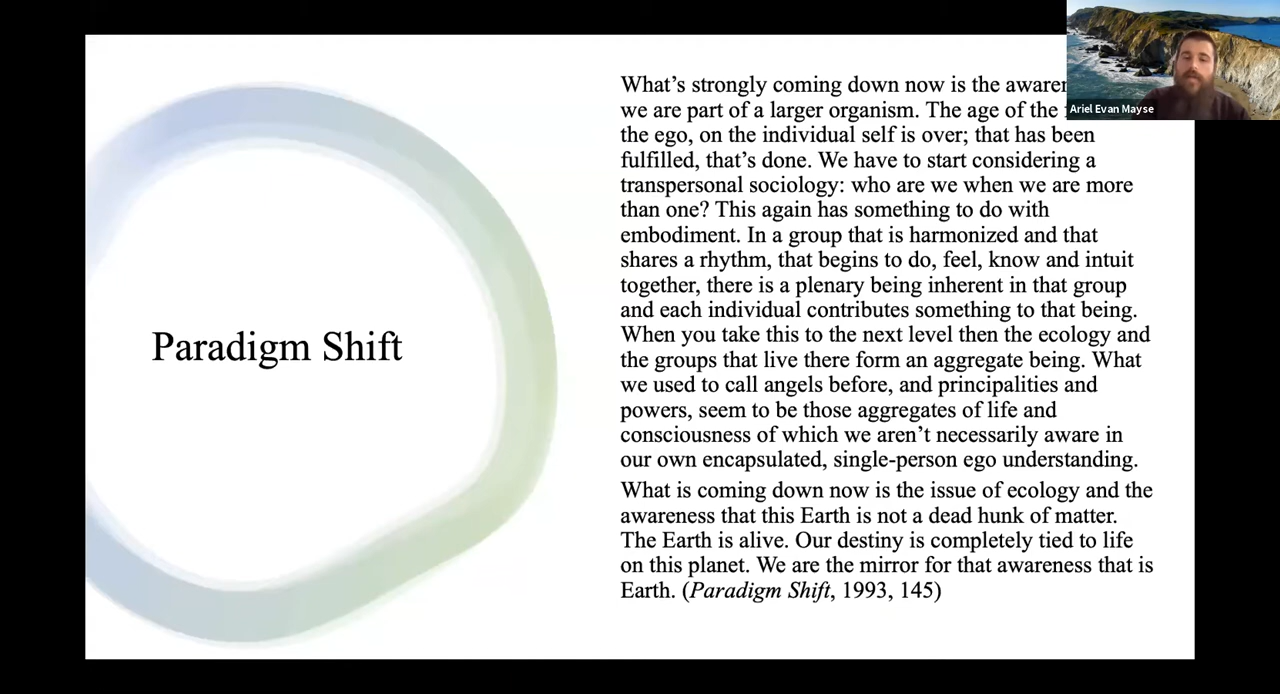 Paradigm Shift
What’s strongly coming down now is the
we are part of a larger organism. The age of the
the ego, on the individual self is over; that has been
fulfilled, that’s done. We have to start considering a
transpersonal sociology: who are we when we are more
than one? This again has something to do with
embodiment. In a group that is harmonized and that
shares a rhythm, that begins to do, feel, know and intuit
together, there is a plenary being inherent in that group
and each individual contributes something to that being.
When you take this to the next level then the ecology and
the groups that live there form an aggregate being. What
we used to call angels before, and principalities and
powers, seem to be those aggregates of life and
consciousness of which we aren’t necessarily aware in
our own encapsulated, single-person ego understanding.
What is coming down now is the issue of ecology and the
awareness that this Earth is not a dead hunk of matter.
The Earth is alive. Our destiny is completely tied to life
on this planet. We are the mirror for that awareness that is
Earth. (Paradigm Shift, 1993, 145)
Ariel Evan Mayse